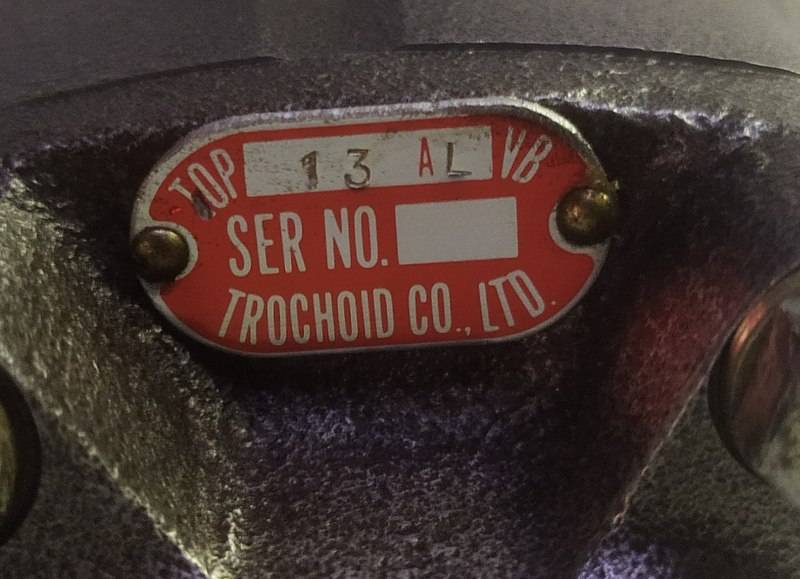 TOP 13 AL VB
SER NO.
TROCHOID CO., LTD.